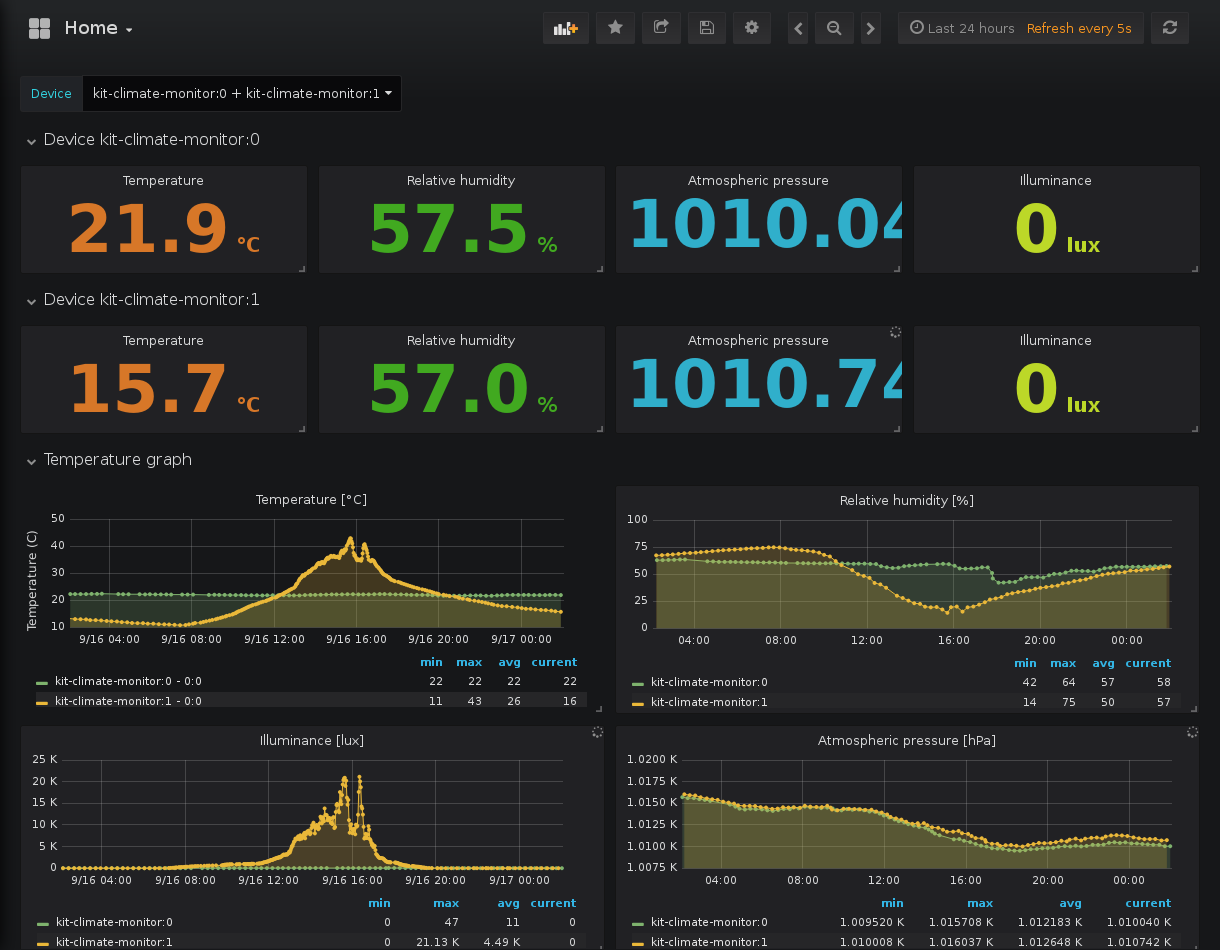 Home
Last 24 hours Refresh every 5s
Device kit-climate-monitor:0 + kit-climate-monitor:1
Device kit-climate-monitor:0
Temperature Relative humidity Atmospheric pressure Illuminance
21.9 °C 57.5 % 1010.04 0 lux
Device kit-climate-monitor:1
Temperature Relative humidity Atmospheric pressure Illuminance
15.7 °C 57.0 % 1010.74 0 lux
Temperature graph
Temperature [°C]
Temperature (C)
50
40
30
20
10
9/16 04:00 9/16 08:00 9/16 12:00 9/16 16:00 9/16 20:00 9/17 00:00
min max avg current
kit-climate-monitor:0 - 0:0 22 22 22 22
kit-climate-monitor:1 - 0:0 11 43 26 16
Relative humidity [%]
100
75
50
25
0
04:00 08:00 12:00 16:00 20:00 00:00
min max avg current
kit-climate-monitor:0 42 64 57 58
kit-climate-monitor:1 14 75 50 57
Illuminance [lux]
25 K
20 K
15 K
10 K
5 K
0
9/16 04:00 9/16 08:00 9/16 12:00 9/16 16:00 9/16 20:00 9/17 00:00
min max avg current
kit-climate-monitor:0 0 47 11 0
kit-climate-monitor:1 0 21.13 K 4.49 K 0
Atmospheric pressure [hPa]
1.0200 K
1.0175 K
1.0150 K
1.0125 K
1.0100 K
1.0075 K
04:00 08:00 12:00 16:00 20:00 00:00
min max avg current
kit-climate-monitor:0 1.009520 K 1.015708 K 1.012183 K 1.010040 K
kit-climate-monitor:1 1.010008 K 1.016037 K 1.012648 K 1.010742 K